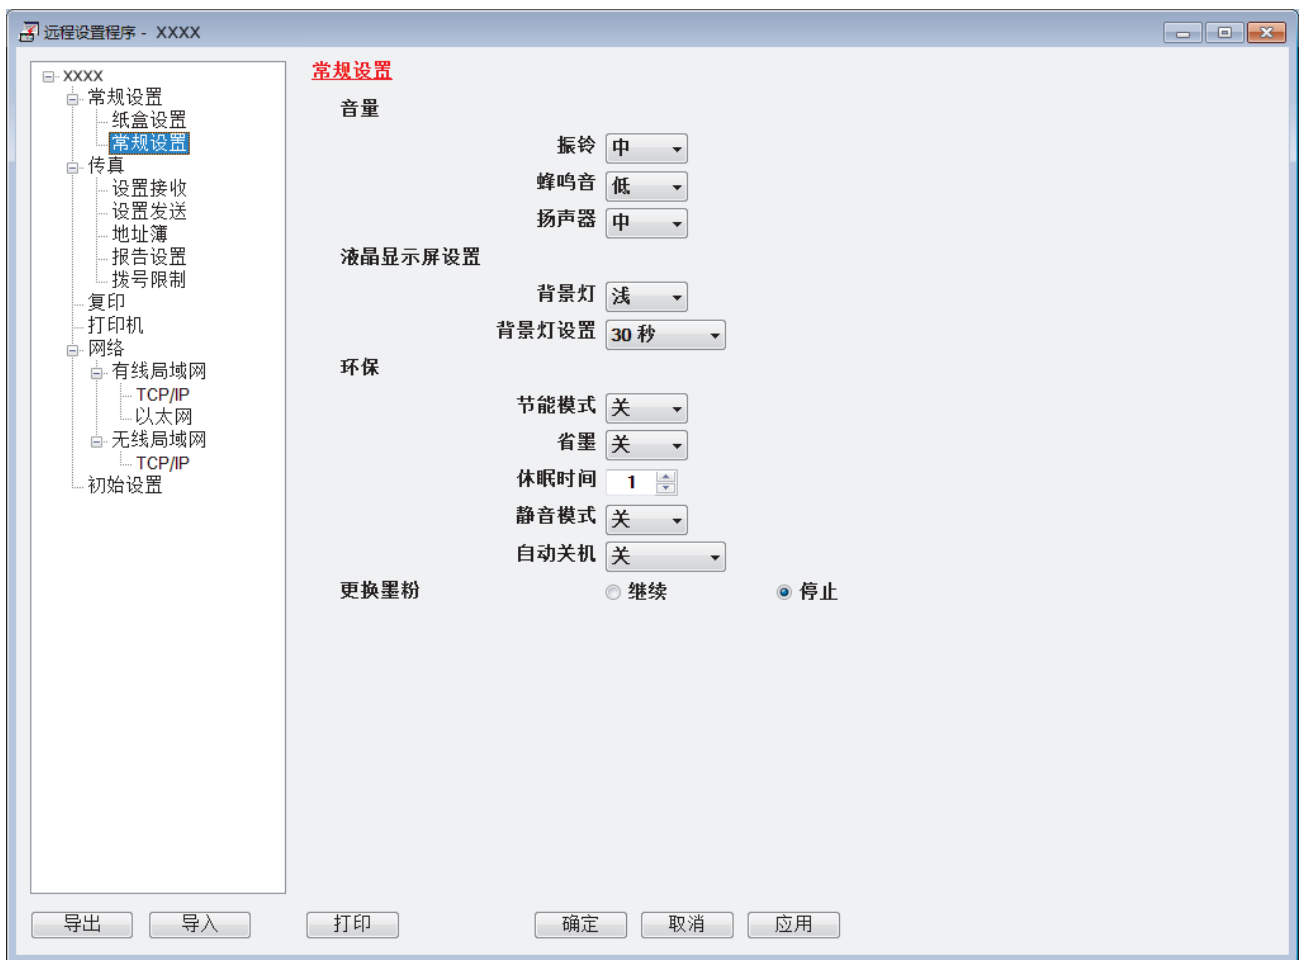 远程设置程序 - XXXX
XXXX
常规设置
纸盒设置
常规设置
传真
设置接收
设置发送
地址簿
报告设置
拨号限制
复印
打印机
网络
有线局域网
TCP/IP
以太网
无线局域网
TCP/IP
初始设置
常规设置
音量
振铃 中
蜂鸣音 低
扬声器 中
液晶显示屏设置
背景灯 浅
背景灯设置 30 秒
环保
节能模式 关
省墨 关
休眠时间 1
静音模式 关
自动关机 关
更换墨粉 继续 停止
导出 导入 打印 确定 取消 应用